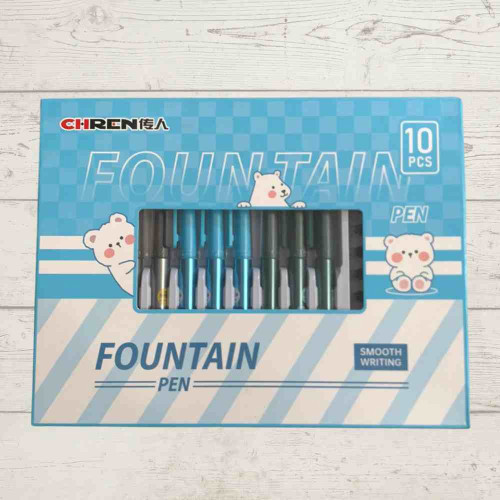 CHREN传人
10
PCS
FOUNTAIN
PEN
FOUNTAIN
PEN
SMOOTH
WRITING